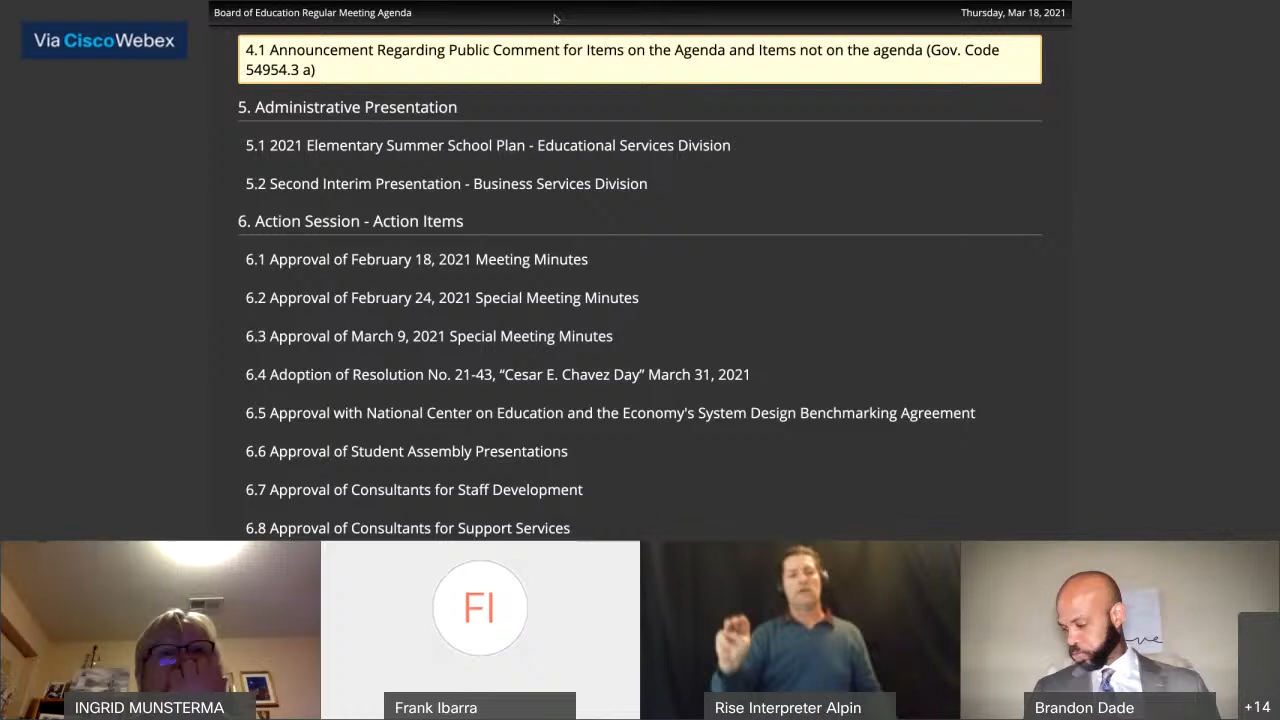 Board of Education Regular Meeting Agenda
Thursday, Mar 18, 2021
Via CiscoWebex
4.1 Announcement Regarding Public Comment for Items on the Agenda and Items not on the agenda (Gov. Code
54954.3 a)
5. Administrative Presentation
5.1 2021 Elementary Summer School Plan - Educational Services Division
5.2 Second Interim Presentation - Business Services Division
6. Action Session - Action Items
6.1 Approval of February 18, 2021 Meeting Minutes
6.2 Approval of February 24, 2021 Special Meeting Minutes
6.3 Approval of March 9, 2021 Special Meeting Minutes
6.4 Adoption of Resolution No. 21-43, “Cesar E. Chavez Day” March 31, 2021
6.5 Approval with National Center on Education and the Economy's System Design Benchmarking Agreement
6.6 Approval of Student Assembly Presentations
6.7 Approval of Consultants for Staff Development
6.8 Approval of Consultants for Support Services
FI
INGRID MUNSTERMA
Frank Ibarra
Rise Interpreter Alpin
Brandon Dade
+14